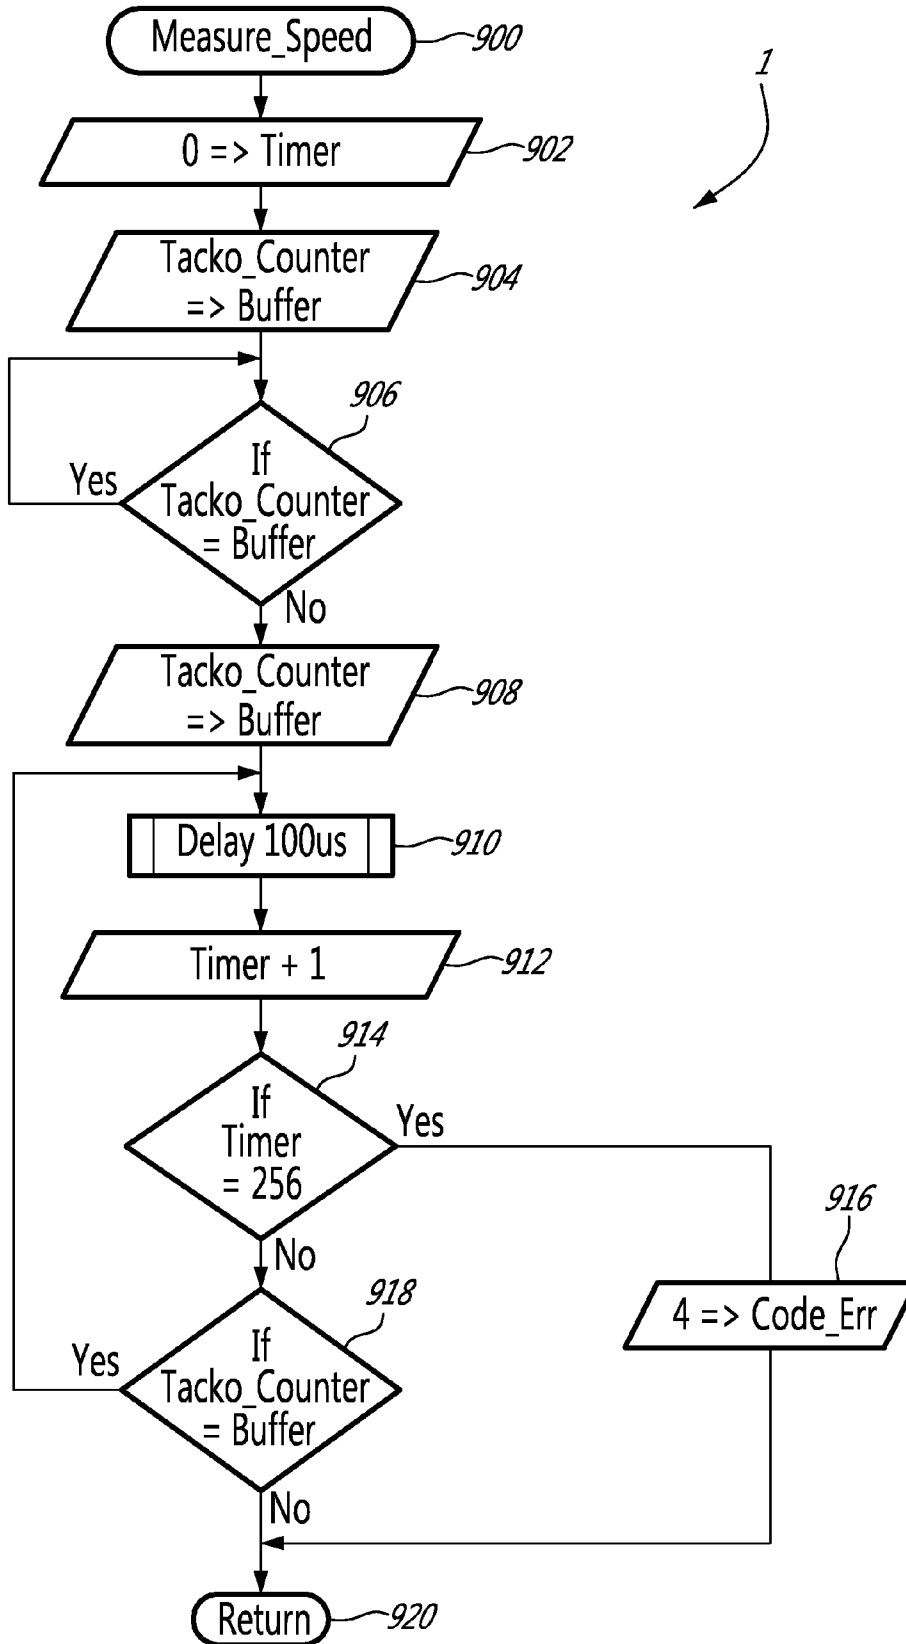 Measure_Speed
900
1
0 => Timer
902
Tacko_Counter
=> Buffer
904
906
If
Tacko_Counter
= Buffer
Yes
No
Tacko_Counter
=> Buffer
908
Delay 100us
910
Timer + 1
912
914
If
Timer
= 256
Yes
No
916
4 => Code_Err
918
If
Tacko_Counter
= Buffer
Yes
No
Return
920